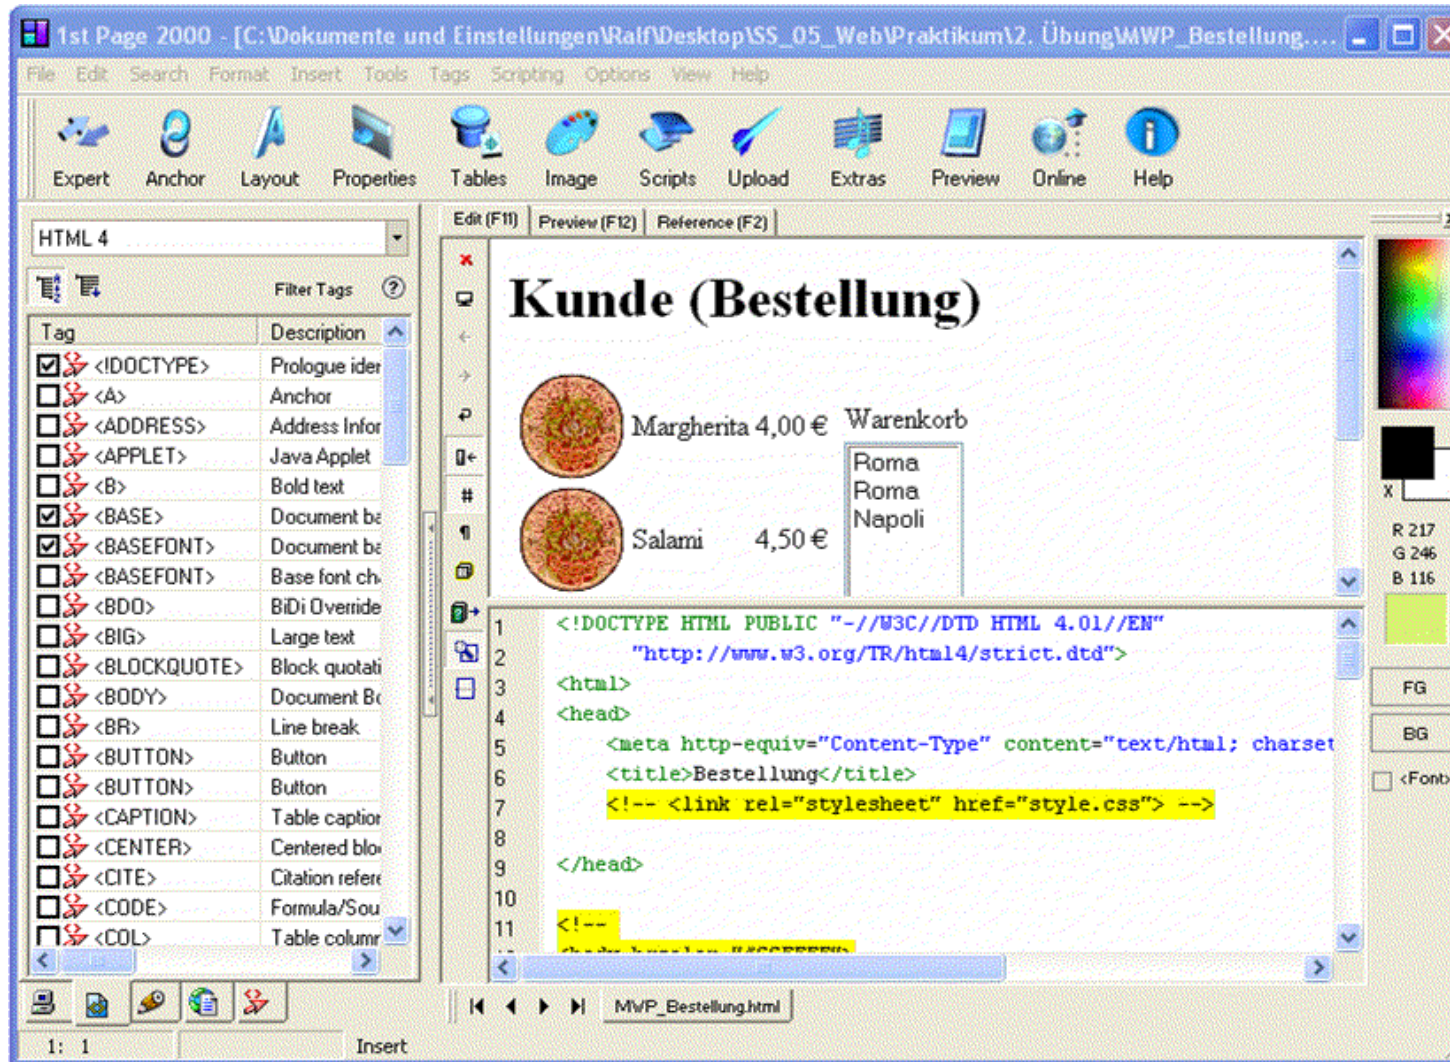 1st Page 2000 - [C:\Dokumente und Einstellungen\Ralf\Desktop\SS_05_Web\Praktikum\2. Übung\MWP_Bestellung....
File Edit Search Format Insert Tools Tags Scripting Options View Help
Expert Anchor Layout Properties Tables Image Scripts Upload Extras Preview Online Help
HTML 4
Filter Tags ?
Tag Description
<!DOCTYPE> Prologue iden
<A> Anchor
<ADDRESS> Address Infor
<APPLET> Java Applet
<B> Bold text
<BASE> Document ba
<BASEFONT> Document ba
<BASEFONT> Base font ch
<BDO> BiDi Override
<BIG> Large text
<BLOCKQUOTE> Block quotati
<BODY> Document Bo
<BR> Line break
<BUTTON> Button
<BUTTON> Button
<CAPTION> Table caption
<CENTER> Centered blo
<CITE> Citation refere
<CODE> Formula/Sou
<COL> Table column
Edit (F11) Preview (F12) Reference (F2)
Kunde (Bestellung)
Margherita 4,00 €
Salami 4,50 €
Warenkorb
Roma
Roma
Napoli
1 <!DOCTYPE HTML PUBLIC "-//W3C//DTD HTML 4.01//EN"
2 "http://www.w3.org/TR/html4/strict.dtd">
3 <html>
4 <head>
5 <meta http-equiv="Content-Type" content="text/html; charset
6 <title>Bestellung</title>
7 <!-- <link rel="stylesheet" href="style.css"> -->
8
9 </head>
10
11 <!--
X
R 217
G 246
B 116
FG
BG
<Font>
MWP_Bestellung.html
1: 1 Insert